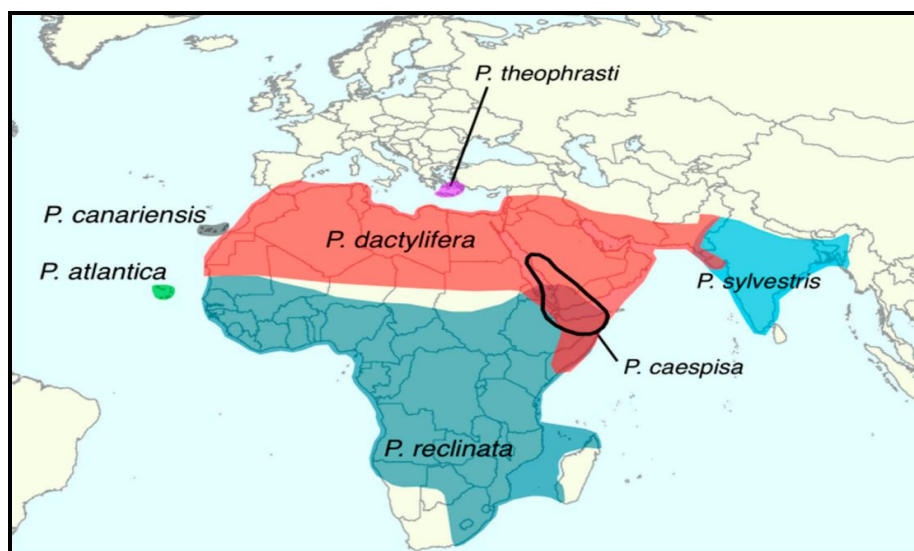 P. theophrasti
P. canariensis
P. dactylifera
P. atlantica
P. sylvestris
P. caespisa
P. reclinata